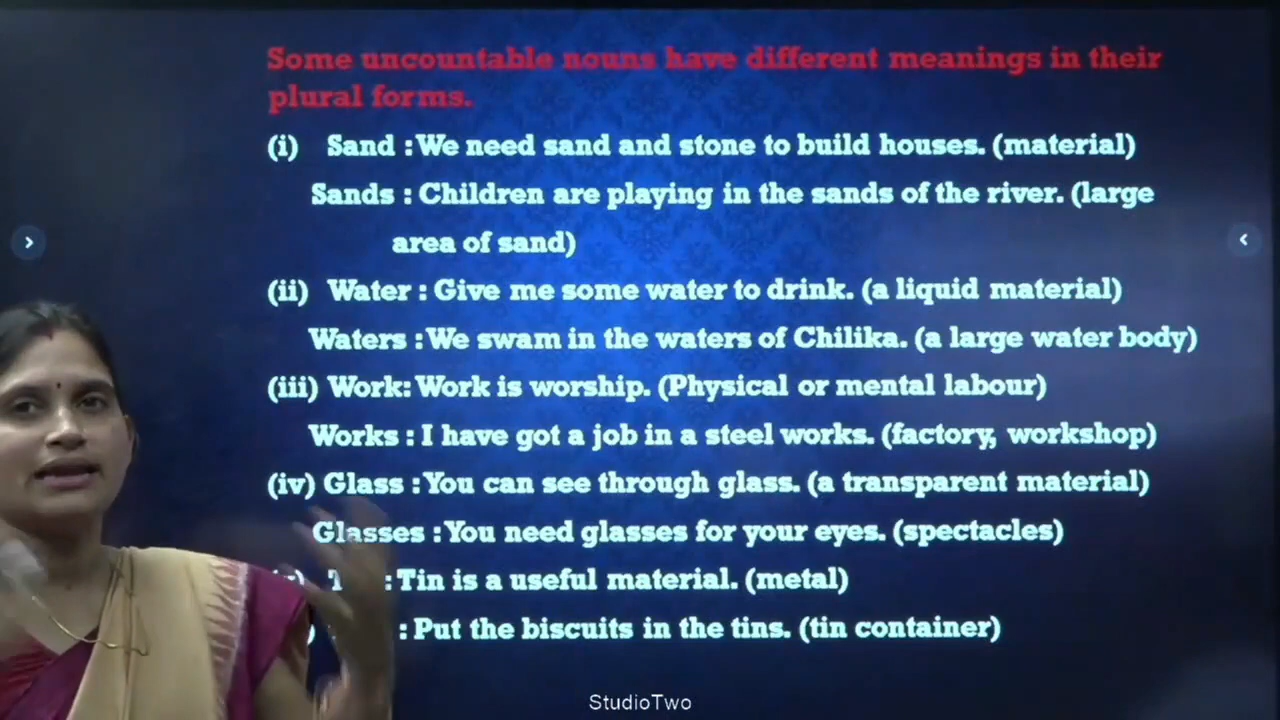 Some uncountable nouns have different meanings in their
plural forms.
(i) Sand : We need sand and stone to build houses. (material)
Sands : Children are playing in the sands of the river. (large
area of sand)
(ii) Water : Give me some water to drink. (a liquid material)
Waters : We swam in the waters of Chilika. (a large water body)
(iii) Work: Work is worship. (Physical or mental labour)
Works : I have got a job in a steel works. (factory, workshop)
(iv) Glass : You can see through glass. (a transparent material)
Glasses : You need glasses for your eyes. (spectacles)
: Tin is a useful material. (metal)
: Put the biscuits in the tins. (tin container)
StudioTwo